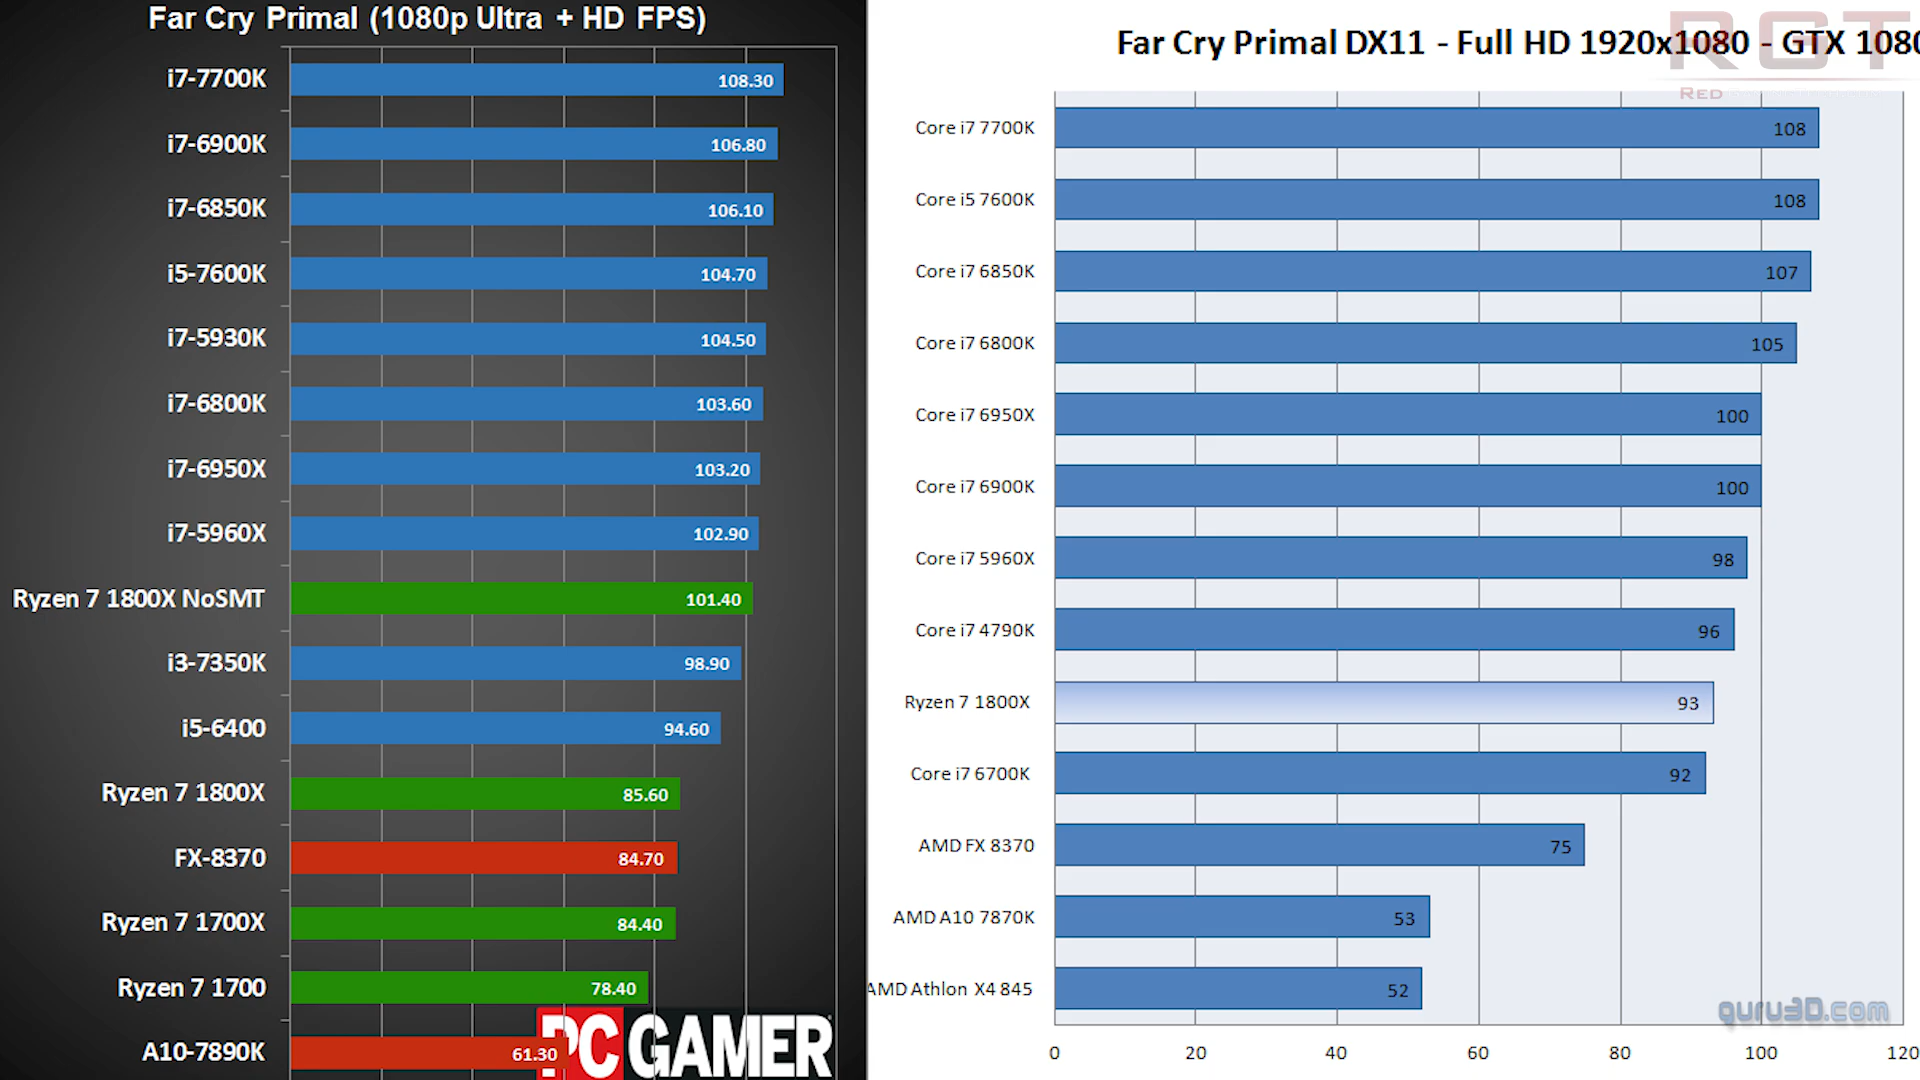 Far Cry Primal (1080p Ultra + HD FPS)
i7-7700K 108.30
i7-6900K 106.80
i7-6850K 106.10
i5-7600K 104.70
i7-5930K 104.50
i7-6800K 103.60
i7-6950X 103.20
i7-5960X 102.90
Ryzen 7 1800X NoSMT 101.40
i3-7350K 98.90
i5-6400 94.60
Ryzen 7 1800X 85.60
FX-8370 84.70
Ryzen 7 1700X 84.40
Ryzen 7 1700 78.40
A10-7890K 61.30
PC GAMER
Far Cry Primal DX11 - Full HD 1920x1080 - GTX 1080
RGT
RED
Core i7 7700K 108
Core i5 7600K 108
Core i7 6850K 107
Core i7 6800K 105
Core i7 6950X 100
Core i7 6900K 100
Core i7 5960X 98
Core i7 4790K 96
Ryzen 7 1800X 93
Core i7 6700K 92
AMD FX 8370 75
AMD A10 7870K 53
AMD Athlon X4 845 52
guru3D.com
0 20 40 60 80 100 120